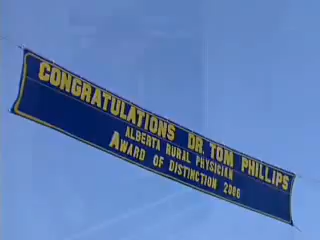 CONGRATULATIONS DR. TOM PHILLIPS
ALBERTA RURAL PHYSICIAN
AWARD OF DISTINCTION 2006